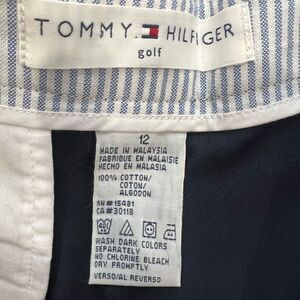 TOMMY HILFIGER
golf
12
MADE IN MALAYSIA
FABRIQUE EN MALAISIE
HECHO EN MALASIA
100% COTTON/
COTON/
ALGODON
RN#15481
CA#30118
40
WASH DARK COLORS
SEPARATELY
NO CHLORINE BLEACH
DRY PROMPTLY
VERSO/AL REVERSO